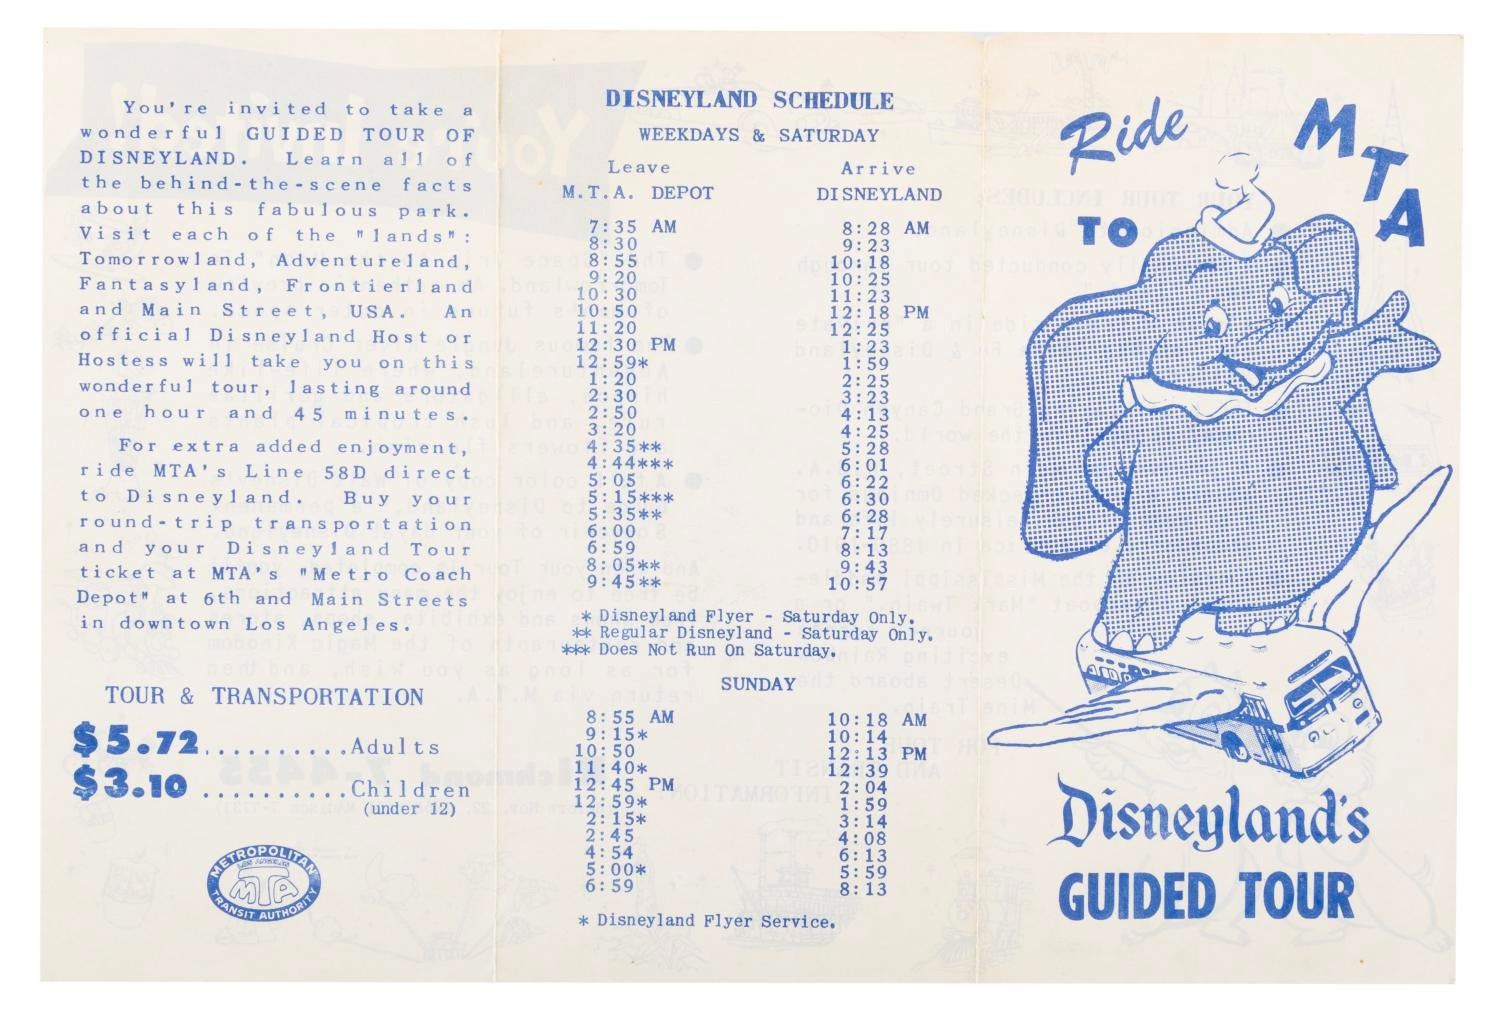 You're invited to take a
wonderful GUIDED TOUR OF
DISNEYLAND. Learn all of
the behind-the-scene facts
about this fabulous park.
Visit each of the "lands":
Tomorrowland, Adventureland,
Fantasyland, Frontierland
and Main Street, USA. An
official Disneyland Host or
Hostess will take you on this
wonderful tour, lasting around
one hour and 45 minutes.
For extra added enjoyment,
ride MTA's Line 58D direct
to Disneyland. Buy your
round-trip transportation
and your Disneyland Tour
ticket at MTA's "Metro Coach
Depot" at 6th and Main Streets
in downtown Los Angeles.
TOUR & TRANSPORTATION
$5.72..........Adults
$3.10..........Children
(under 12)
METROPOLITAN
LOS ANGELES
MTA
TRANSIT AUTHORITY
DISNEYLAND SCHEDULE
WEEKDAYS & SATURDAY
Leave Arrive
M.T.A. DEPOT DISNEYLAND
7:35 AM 8:28 AM
8:30 9:23
8:55 10:18
9:20 10:25
10:30 11:23
10:50 12:18 PM
11:20 12:25
12:30 PM 1:23
12:59* 1:59
1:20 2:25
2:30 3:23
2:50 4:13
3:20 4:25
4:35** 5:28
4:44*** 6:01
5:05 6:22
5:15*** 6:30
5:35** 6:28
6:00 7:17
6:59 8:13
8:05** 9:43
9:45** 10:57
* Disneyland Flyer - Saturday Only.
** Regular Disneyland - Saturday Only.
*** Does Not Run On Saturday.
SUNDAY
8:55 AM 10:18 AM
9:15* 10:14
10:50 12:13 PM
11:40* 12:39
12:45 PM 2:04
12:59* 1:59
2:15* 3:14
2:45 4:08
4:54 6:13
5:00* 5:59
6:59 8:13
* Disneyland Flyer Service.
Ride MTA
TO
Disneyland's
GUIDED TOUR